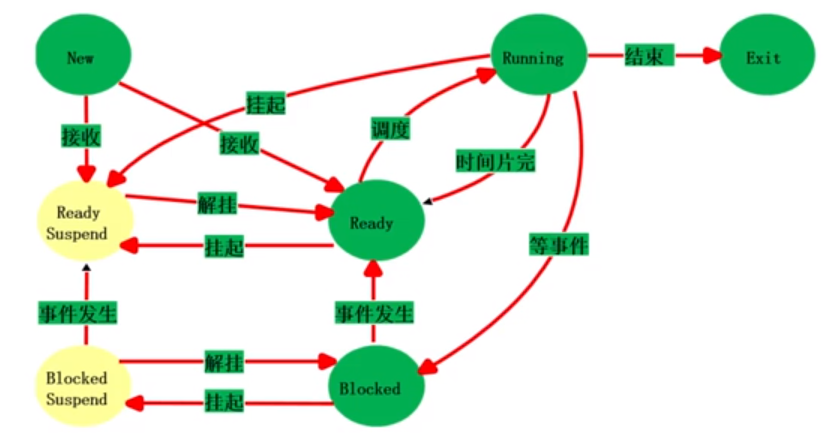 New
Running
结束
Exit
挂起
接收
接收
调度
时间片完
Ready
Suspend
解挂
Ready
挂起
等事件
事件发生
事件发生
Blocked
Suspend
解挂
Blocked
挂起